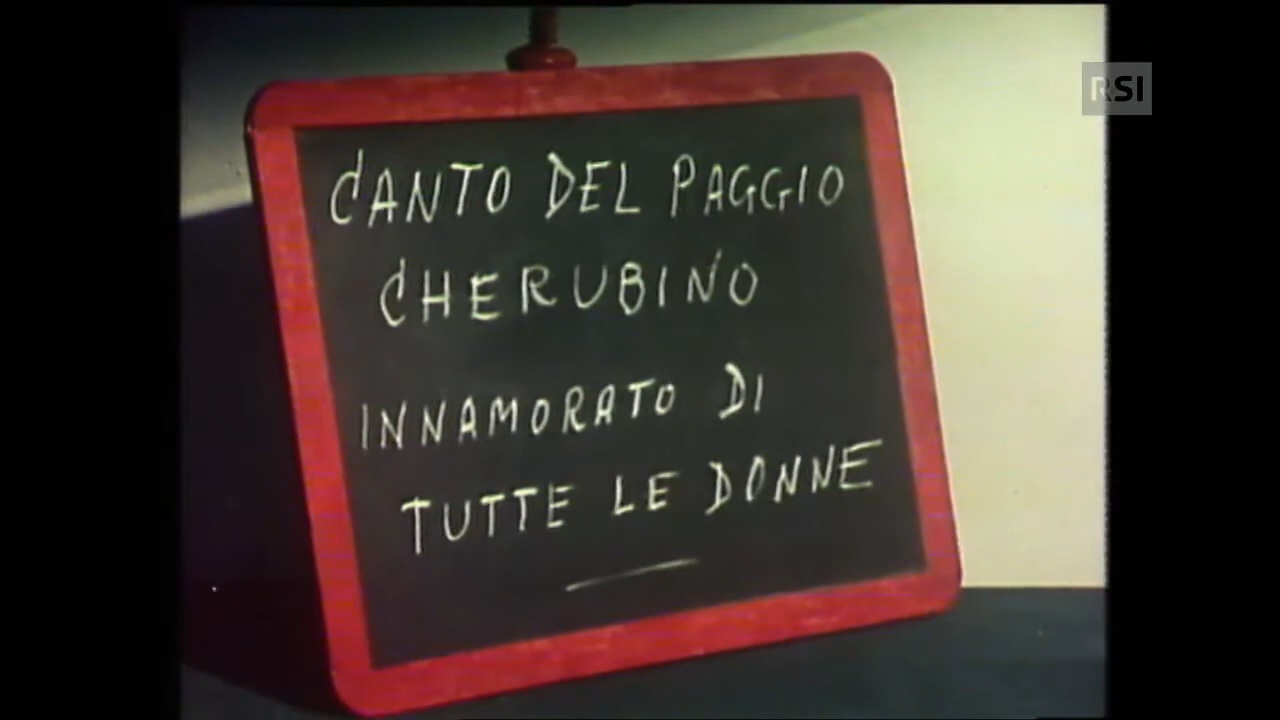 RSI
CANTO DEL PAGGIO
CHERUBINO
INNAMORATO DI
TUTTE LE DONNE